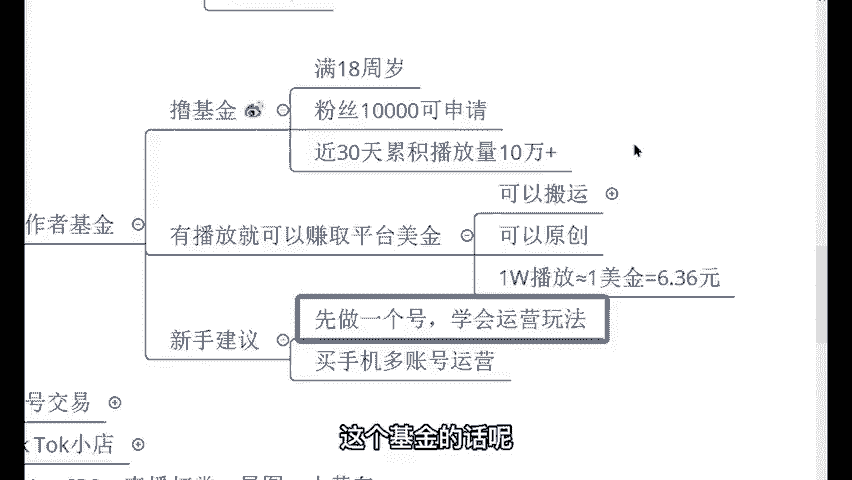 满18周岁
撸基金
粉丝10000可申请
近30天累积播放量10万+
可以搬运
作者基金
有播放就可以赚取平台美金
可以原创
1W播放≈1美金=6.36元
先做一个号，学会运营玩法
新手建议
买手机多账号运营
号交易
kTok小店
这个基金的话呢